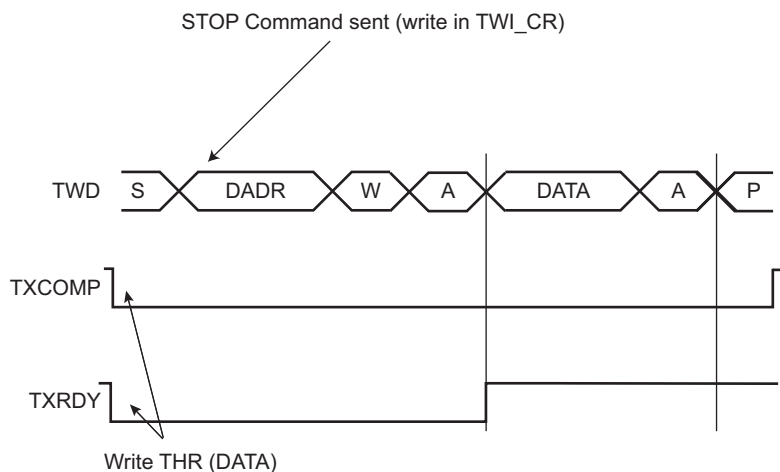 STOP Command sent (write in TWI_CR)
TWD S DADR W A DATA A P
TXCOMP
TXRDY
Write THR (DATA)